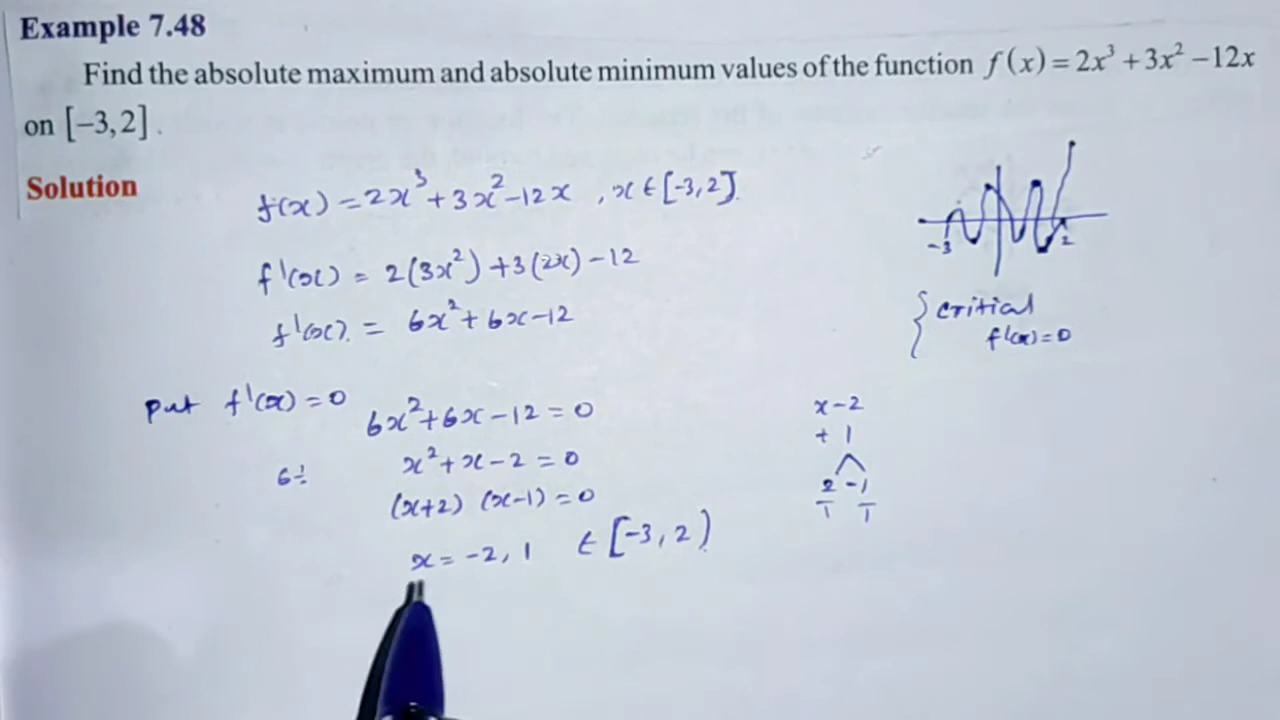 Example 7.48
Find the absolute maximum and absolute minimum values of the function f(x) = 2x³ + 3x² − 12x
on [−3, 2].
Solution
f(x) = 2x³ + 3x² − 12x , x ∈ [-3, 2]
-3
2
f'(x) = 2(3x²) + 3(2x) − 12
f'(x) = 6x² + 6x − 12
{ critical
f'(x) = 0
put f'(x) = 0
6x² + 6x − 12 = 0
6÷
x² + x − 2 = 0
(x+2) (x−1) = 0
x = −2, 1 ∈ [−3, 2)
x −2
+ 1
2 −1
1 1